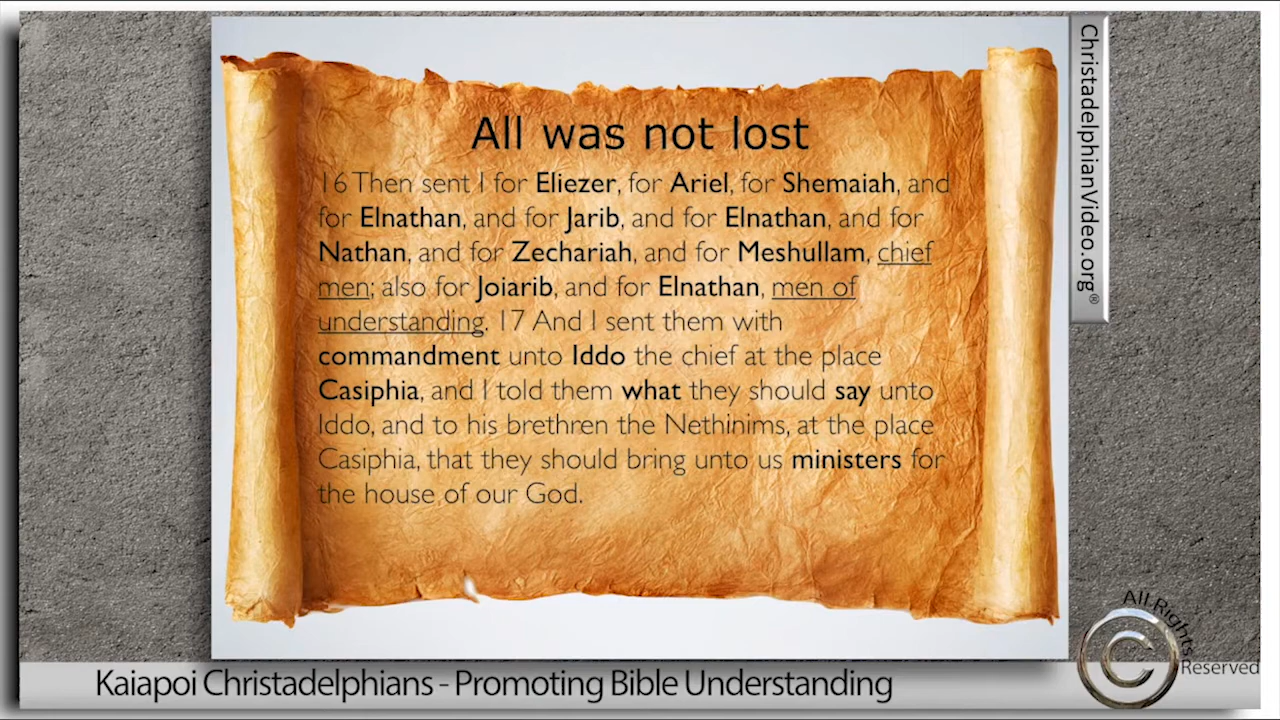 All was not lost
16 Then sent I for Eliezer, for Ariel, for Shemaiah, and
for Elnathan, and for Jarib, and for Elnathan, and for
Nathan, and for Zechariah, and for Meshullam, chief
men; also for Joiarib, and for Elnathan, men of
understanding. 17 And I sent them with
commandment unto Iddo the chief at the place
Casiphia, and I told them what they should say unto
Iddo, and to his brethren the Nethinims, at the place
Casiphia, that they should bring unto us ministers for
the house of our God.
ChristadelphianVideo.org®
All Rights
C
Reserved
Kaiapoi Christadelphians - Promoting Bible Understanding